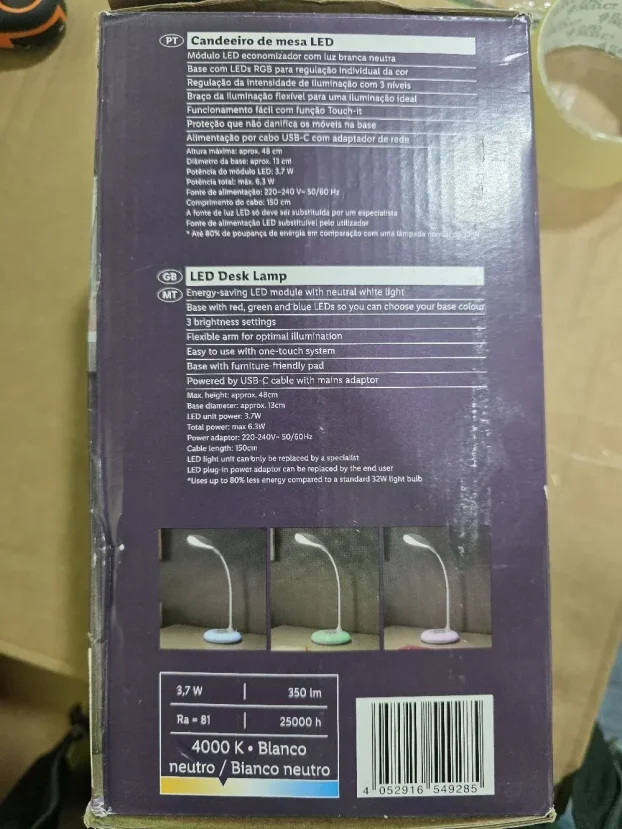 PT Candeeiro de mesa LED
Módulo LED economizador com luz branca neutra
Base com LEDs RGB para regulação individual da cor
Regulação da intensidade de iluminação com 3 níveis
Braço da iluminação flexível para uma iluminação ideal
Funcionamento fácil com função Touch-it
Proteção que não danifica os móveis na base
Alimentação por cabo USB-C com adaptador de rede
Altura máxima: aprox. 48 cm
Diâmetro da base: aprox. 13 cm
Potência do módulo LED: 3,7 W
Potência total: máx. 6,3 W
Fonte de alimentação: 220-240 V~ 50/60 Hz
Comprimento do cabo: 150 cm
A fonte de luz LED só deve ser substituída por um especialista
Fonte de alimentação LED substituível pelo utilizador
* Até 80% de poupança de energia em comparação com uma lâmpada
GB LED Desk Lamp
MT Energy-saving LED module with neutral white light
Base with red, green and blue LEDs so you can choose your base colour
3 brightness settings
Flexible arm for optimal illumination
Easy to use with one-touch system
Base with furniture-friendly pad
Powered by USB-C cable with mains adaptor
Max. height: approx. 48cm
Base diameter: approx. 13cm
LED unit power: 3.7W
Total power: max 6.3W
Power adaptor: 220-240V~ 50/60Hz
Cable length: 150cm
LED light unit can only be replaced by a specialist
LED plug-in power adaptor can be replaced by the end user
*Uses up to 80% less energy compared to a standard 32W light bulb
3,7 W | 350 lm
Ra = 81 | 25000 h
4000 K • Blanco
neutro / Bianco neutro
4 052916 549285